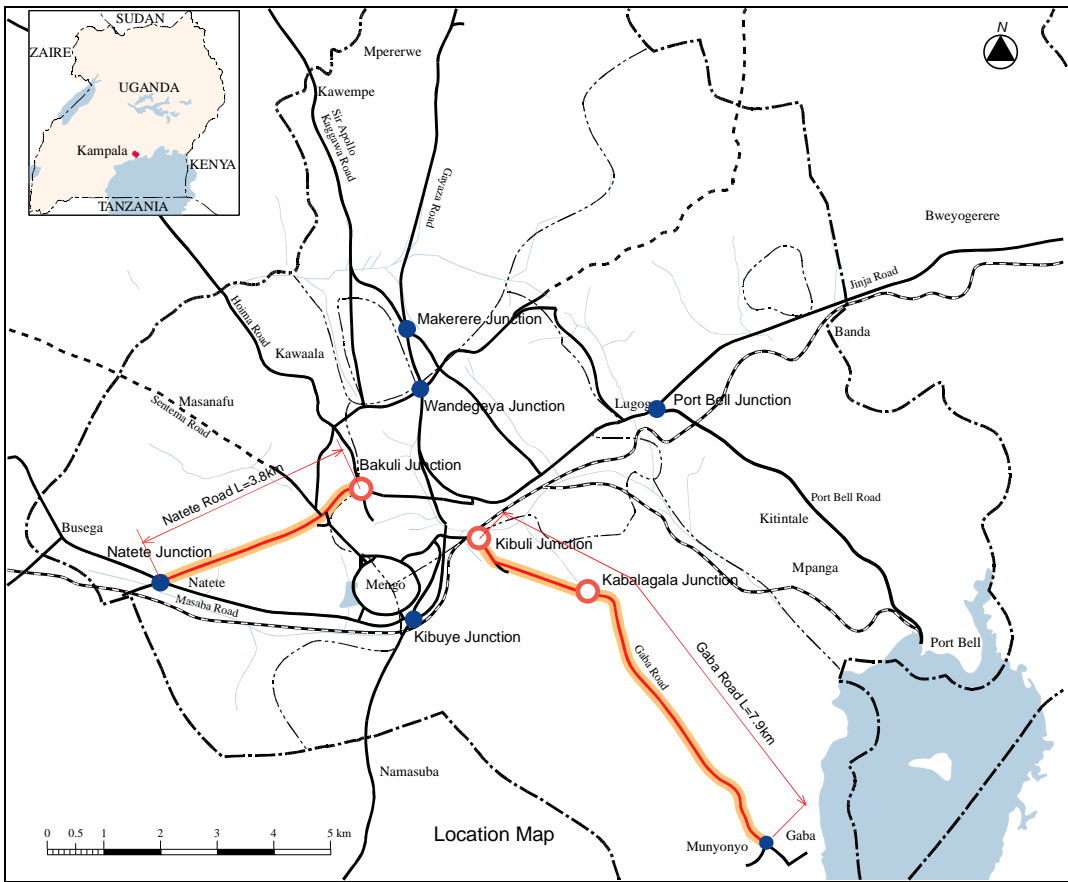 SUDAN
ZAIRE
UGANDA
Kampala
KENYA
TANZANIA
N
Mpererwe
Kawempe
Sir Apollo
Kaggawa Road
Gayaza Road
Bweyogerere
Jinja Road
Hoima Road
Makerere Junction
Banda
Kawaala
Masanafu
Sentema Road
Wandegeya Junction
Lugogo
Port Bell Junction
Bakuli Junction
Natete Road L=3.8km
Port Bell Road
Kitintale
Busega
Natete Junction
Kibuli Junction
Mpanga
Natete
Mengo
Kabalagala Junction
Masaba Road
Kibuye Junction
Port Bell
Gaba Road
Gaba Road L=7.9km
Namasuba
0 0.5 1 2 3 4 5 km
Location Map
Munyonyo
Gaba